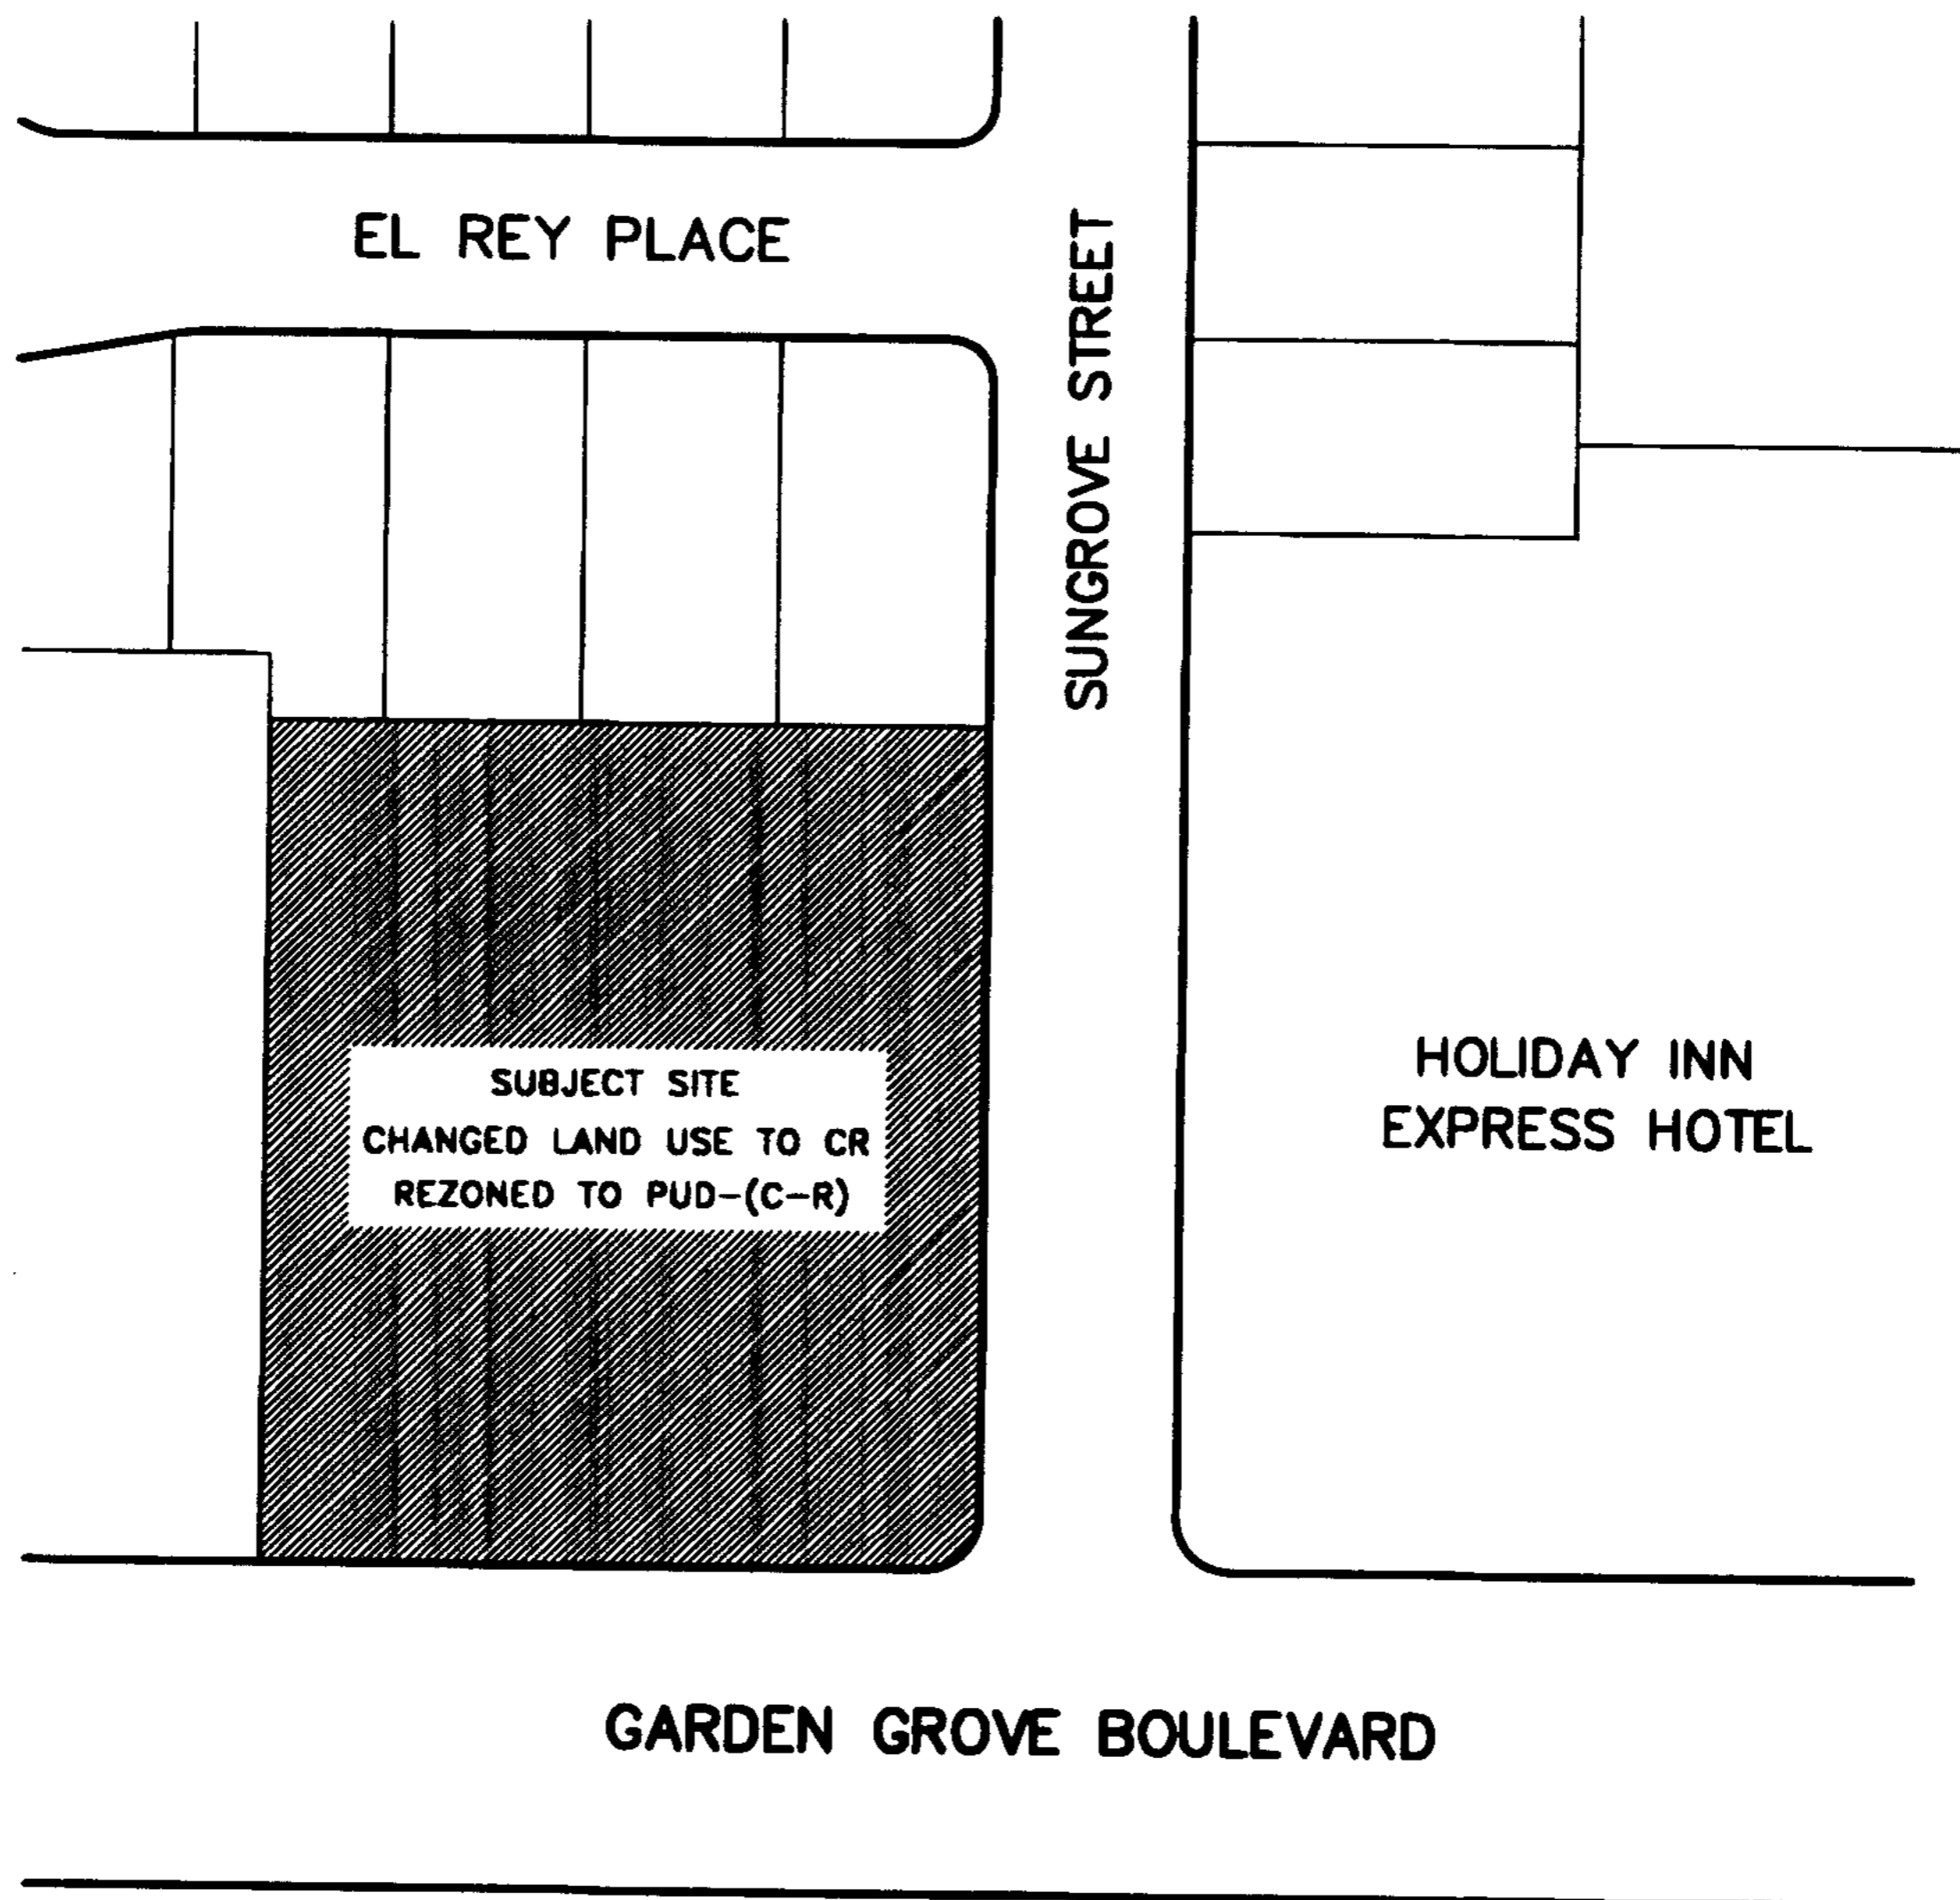 EL REY PLACE
SUNGROVE STREET
SUBJECT SITE
CHANGED LAND USE TO CR
REZONED TO PUD-(C-R)
HOLIDAY INN
EXPRESS HOTEL
GARDEN GROVE BOULEVARD